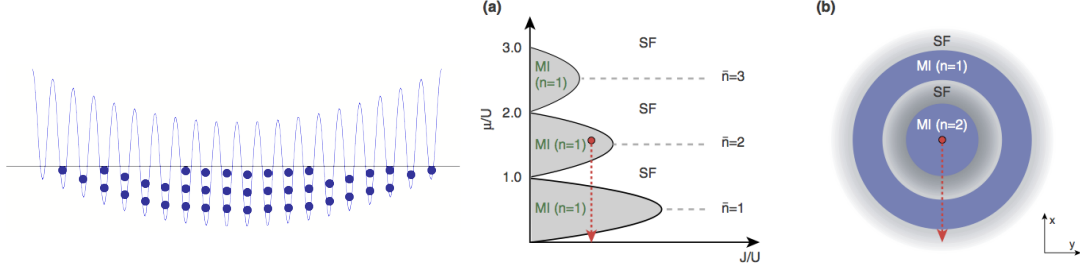 (a)
3.0
2.0
1.0
0
μ/U
J/U
SF
MI
(n=1)
n̄=3
SF
MI (n=1)
n̄=2
SF
MI (n=1)
n̄=1
(b)
SF
MI (n=1)
SF
MI (n=2)
x
y